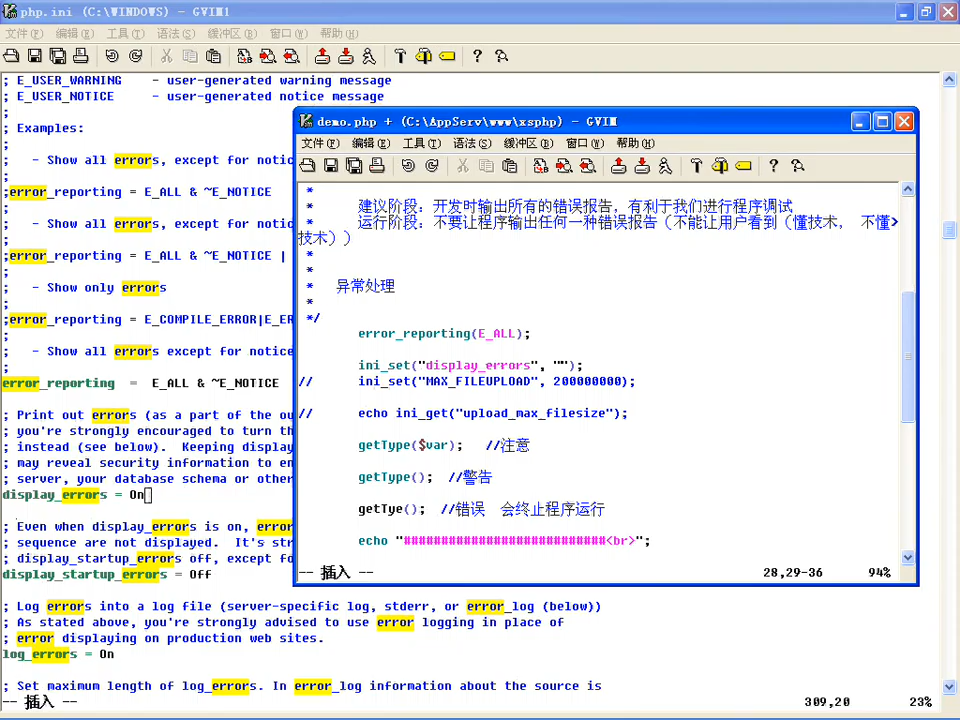 php.ini (C:\WINDOWS) - GVIM1
文件(F) 编辑(E) 工具(T) 语法(S) 缓冲区(B) 窗口(W) 帮助(H)
; E_USER_WARNING    - user-generated warning message
; E_USER_NOTICE     - user-generated notice message
;
; Examples:
;
;   - Show all errors, except for notic
;
;error_reporting = E_ALL & ~E_NOTICE
;
;   - Show all errors, except for notic
;
;error_reporting = E_ALL & ~E_NOTICE |
;
;   - Show only errors
;
;error_reporting = E_COMPILE_ERROR|E_ER
;
;   - Show all errors except for notice
;
error_reporting  =  E_ALL & ~E_NOTICE
; Print out errors (as a part of the ou
; you're strongly encouraged to turn th
; instead (see below).  Keeping display
; may reveal security information to en
; server, your database schema or other
display_errors = On
; Even when display_errors is on, error
; sequence are not displayed.  It's str
; display_startup_errors off, except fo
display_startup_errors = Off
; Log errors into a log file (server-specific log, stderr, or error_log (below))
; As stated above, you're strongly advised to use error logging in place of
; error displaying on production web sites.
log_errors = On
; Set maximum length of log_errors. In error_log information about the source is
-- 插入 --
309,20
23%
demo.php + (C:\AppServ\www\xsphp) - GVIM
文件(F) 编辑(E) 工具(T) 语法(S) 缓冲区(B) 窗口(W) 帮助(H)
*
*      建议阶段：开发时输出所有的错误报告，有利于我们进行程序调试
*      运行阶段：不要让程序输出任何一种错误报告（不能让用户看到（懂技术， 不懂>
技术））
*
*
*   异常处理
*
*/
error_reporting(E_ALL);
ini_set("display_errors", "");
//      ini_set("MAX_FILEUPLOAD", 200000000);
//      echo ini_get("upload_max_filesize");
getType($var);   //注意
getType();  //警告
getTye();  //错误  会终止程序运行
echo "###########################<br>";
-- 插入 --
28,29-36
94%